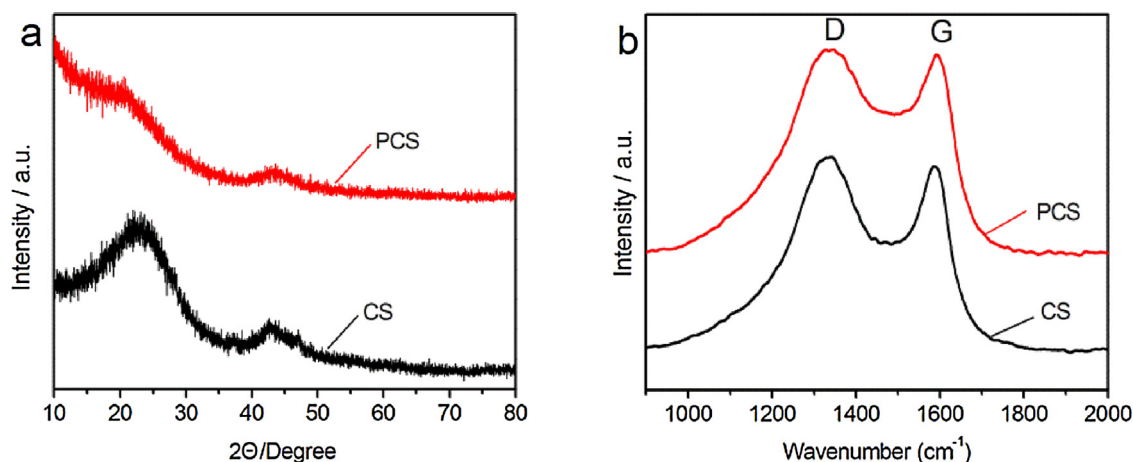 a
PCS
CS
Intensity / a.u.
10 20 30 40 50 60 70 80
2Θ/Degree
b
D G
PCS
CS
Intensity / a.u.
1000 1200 1400 1600 1800 2000
Wavenumber (cm⁻¹)